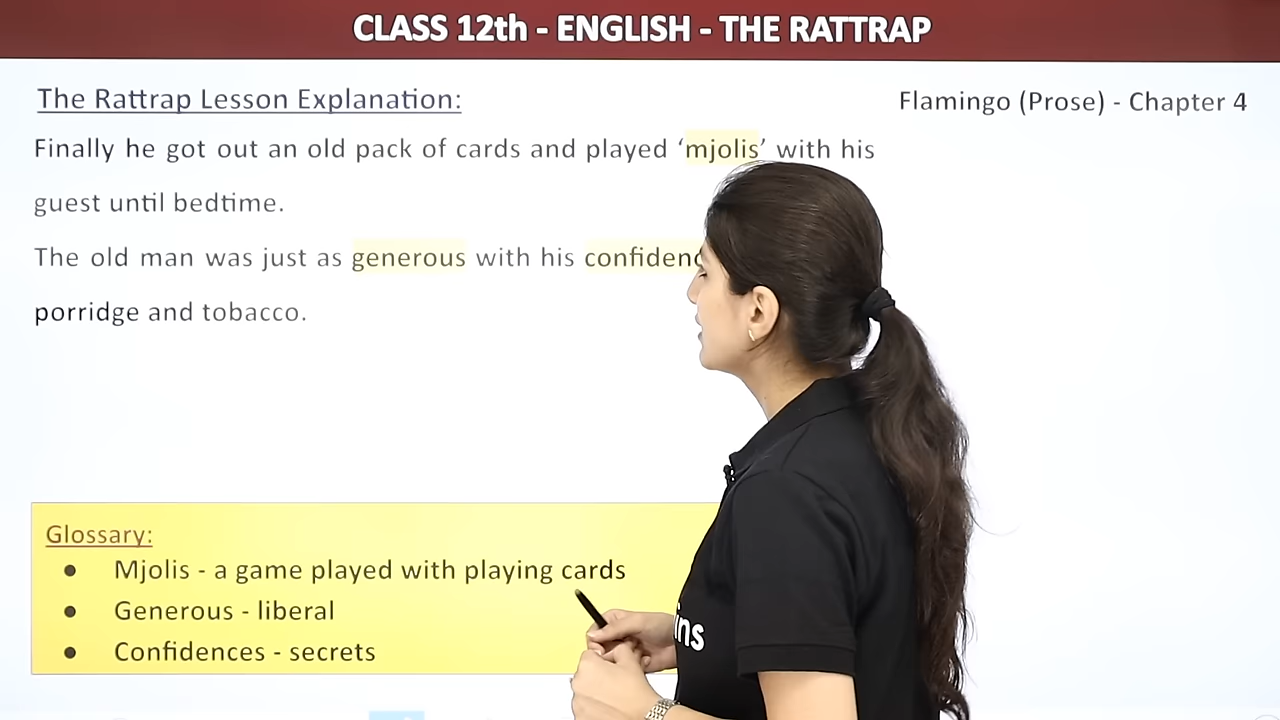 CLASS 12th - ENGLISH - THE RATTRAP
The Rattrap Lesson Explanation:
Flamingo (Prose) - Chapter 4
Finally he got out an old pack of cards and played ‘mjolis’ with his
guest until bedtime.
The old man was just as generous with his
porridge and tobacco.
Glossary:
● Mjolis - a game played with playing cards
● Generous - liberal
● Confidences - secrets